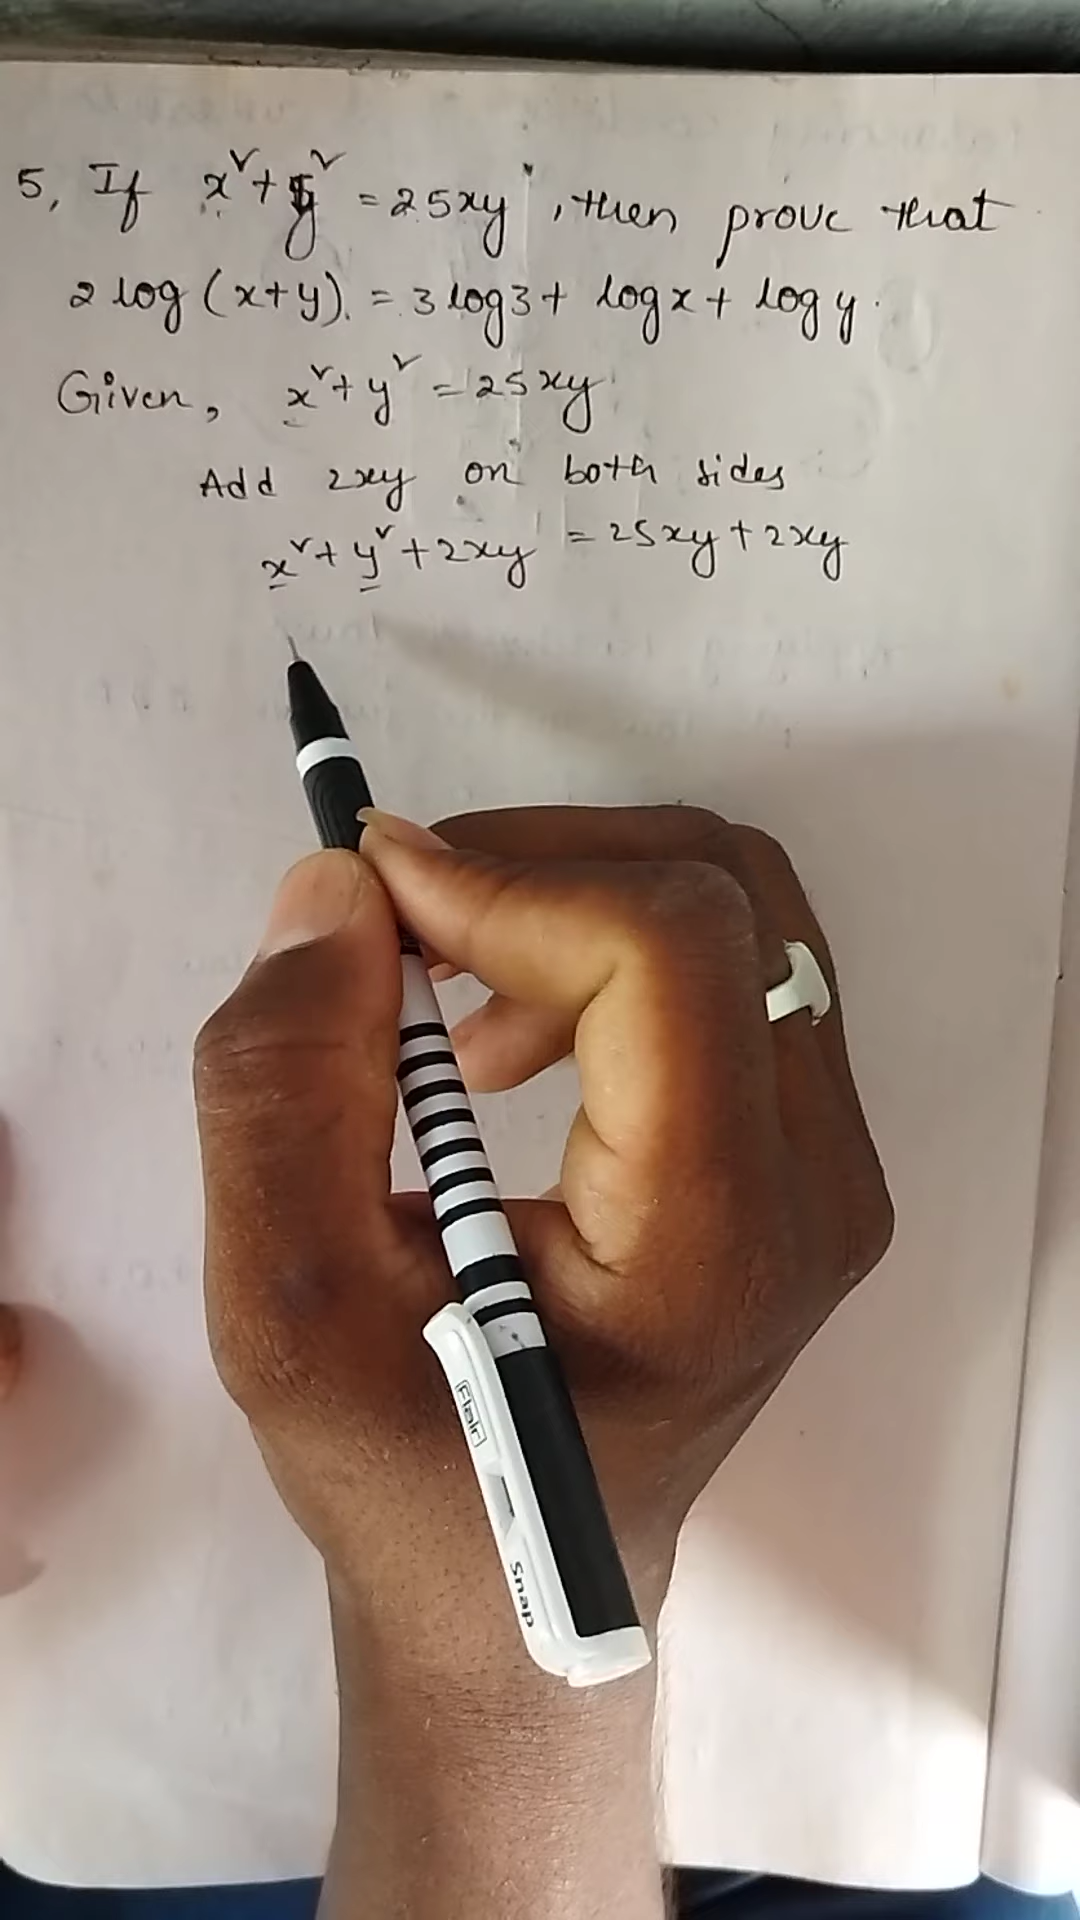 5, If x² + y² = 25xy, then prove that
2 log (x+y) = 3 log3 + log x + log y.
Given, x² + y² = 25xy
Add 2xy on both sides
x² + y² + 2xy = 25xy + 2xy
Flair
Snap